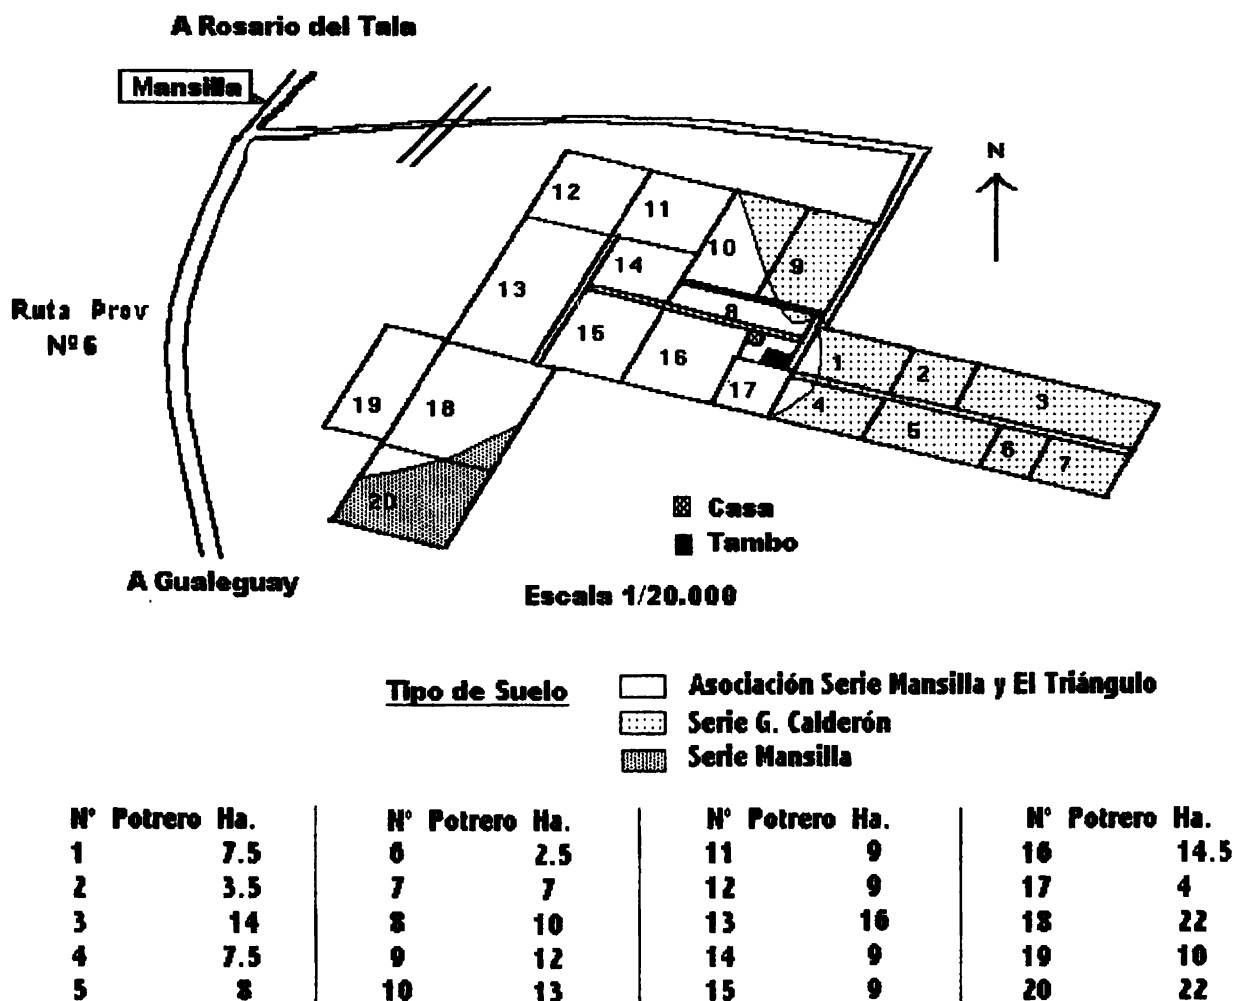 A Rosario del Tala
Mansilla
N
12
11
10
9
14
13
8
15
16
1
2
3
17
4
19
18
5
6
7
20
Ruta Prov
Nº 6
Casa
Tambo
A Gualeguay
Escala 1/20.000
Tipo de Suelo
Asociación Serie Mansilla y El Triángulo
Serie G. Calderón
Serie Mansilla
Nº Potrero Ha. Nº Potrero Ha. Nº Potrero Ha. Nº Potrero Ha.
1 7.5 6 2.5 11 9 16 14.5
2 3.5 7 7 12 9 17 4
3 14 8 10 13 16 18 22
4 7.5 9 12 14 9 19 10
5 8 10 13 15 9 20 22